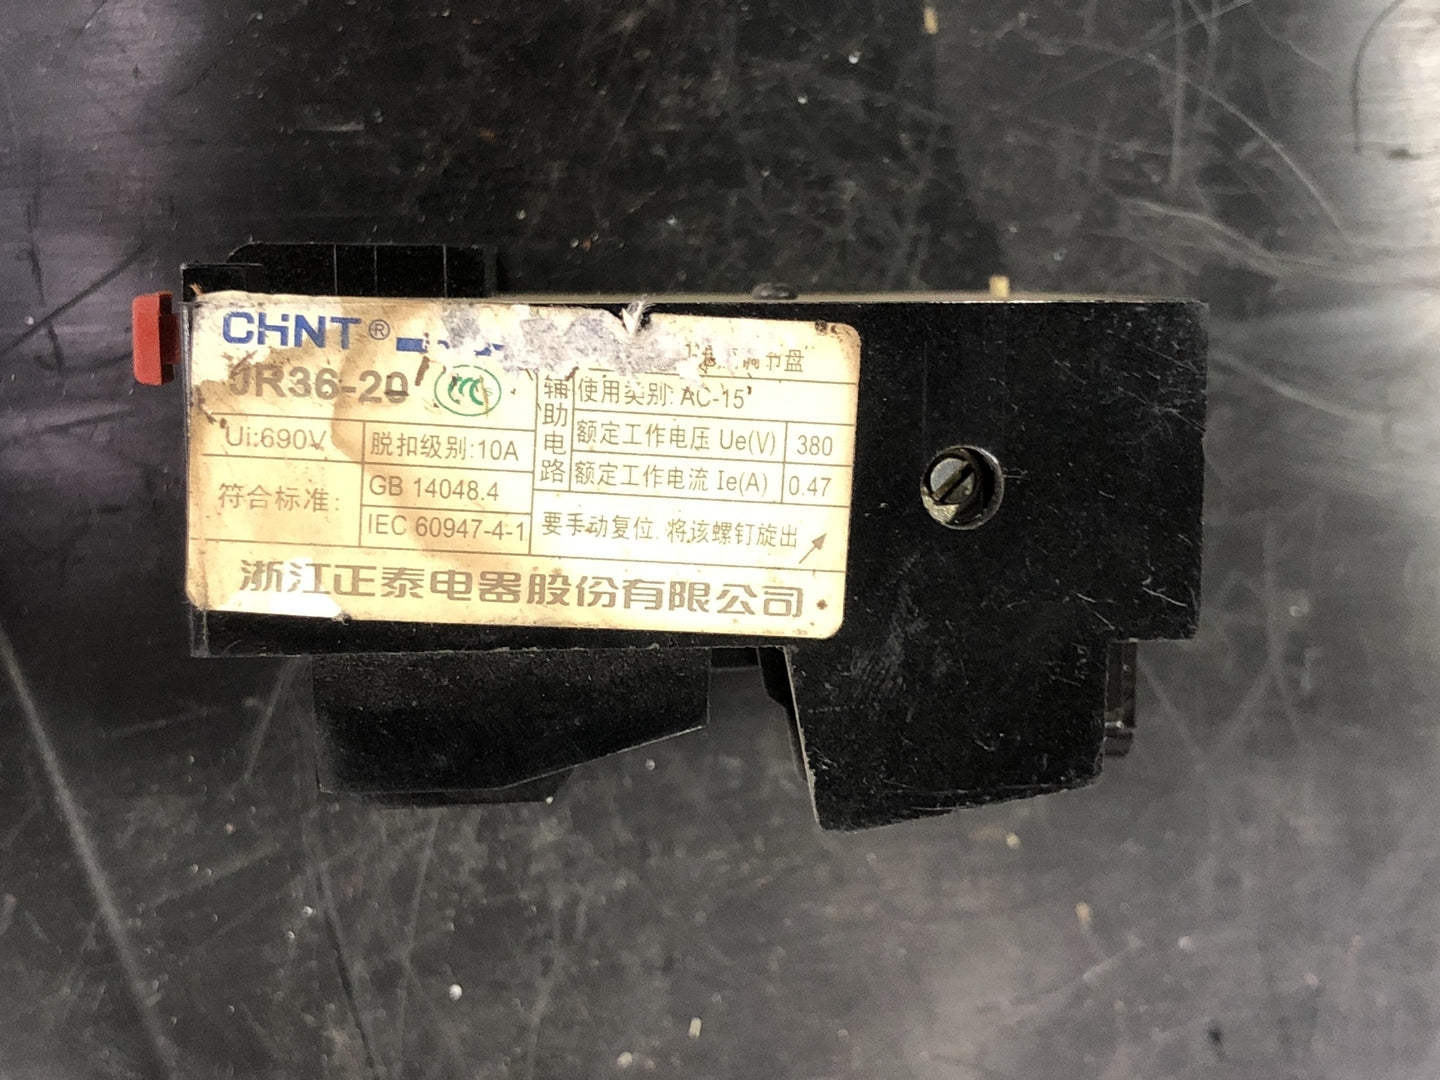 CHNT®
JR36-20
Ui:690V
脱扣级别:10A
符合标准:
GB 14048.4
IEC 60947-4-1
盘
辅助电路
使用类别: AC-15
额定工作电压 Ue(V) 380
额定工作电流 Ie(A) 0.47
要手动复位,将该螺钉旋出
浙江正泰电器股份有限公司